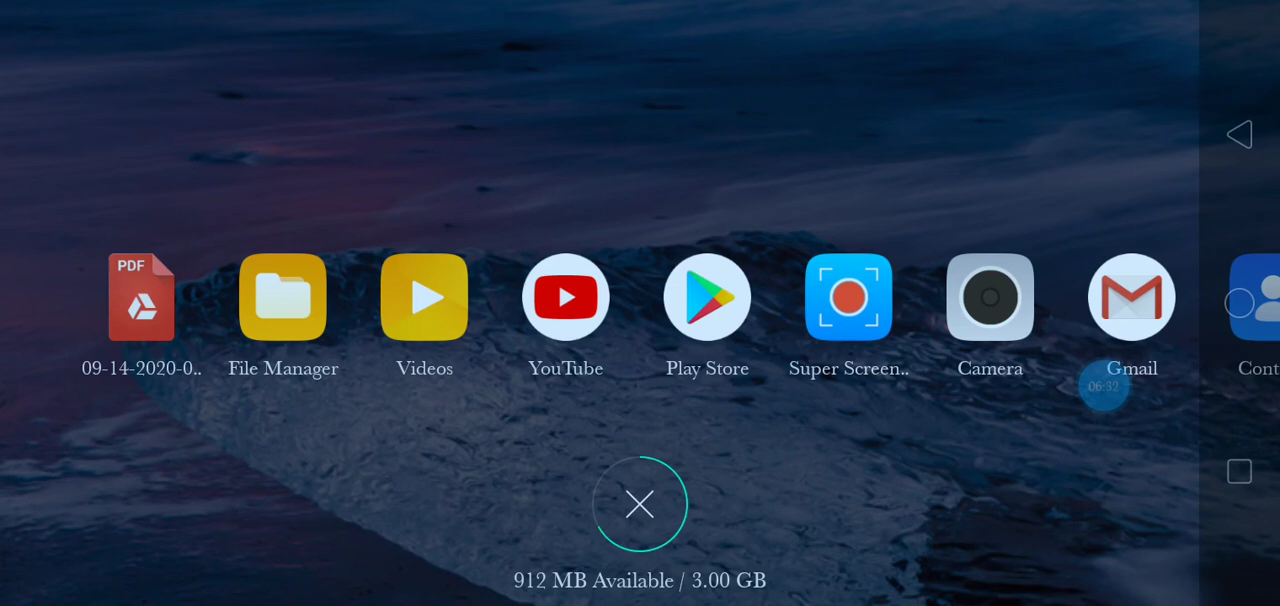 PDF
09-14-2020-0..
File Manager
Videos
YouTube
Play Store
Super Screen..
Camera
Gmail
Cont
06:32
912 MB Available / 3.00 GB